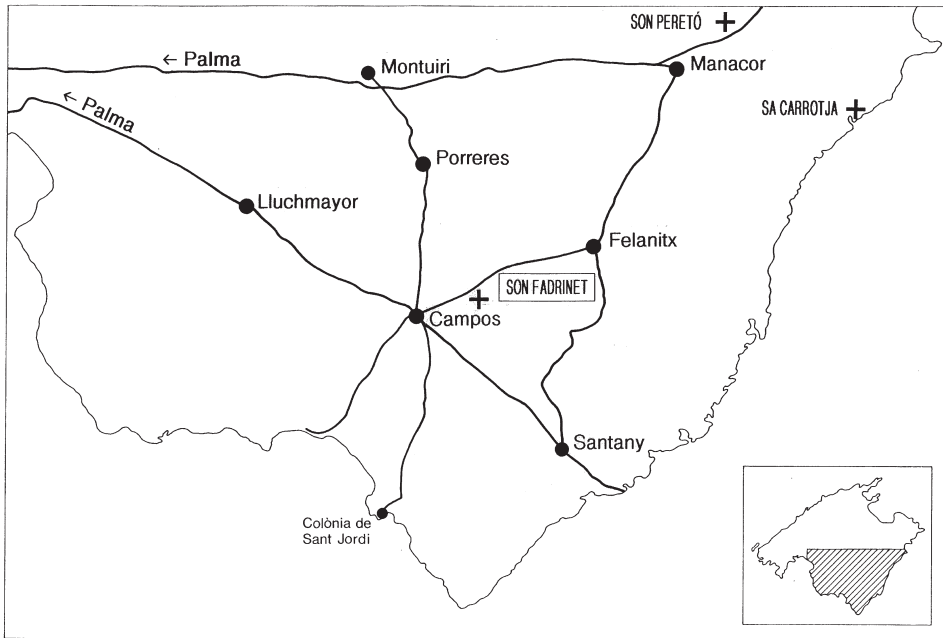 SON PERETÓ
← Palma
Montuiri
Manacor
← Palma
SA CARROTJA
Porreres
Lluchmayor
Felanitx
SON FADRINET
Campos
Santany
Colònia de
Sant Jordi